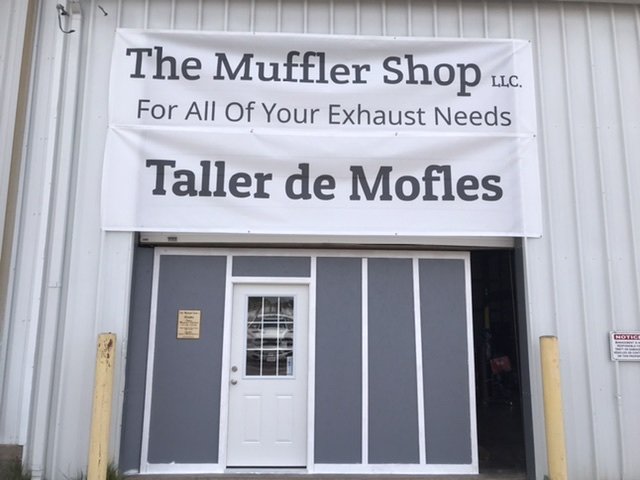 The Muffler Shop LLC.
For All Of Your Exhaust Needs
Taller de Mofles
NOTICE